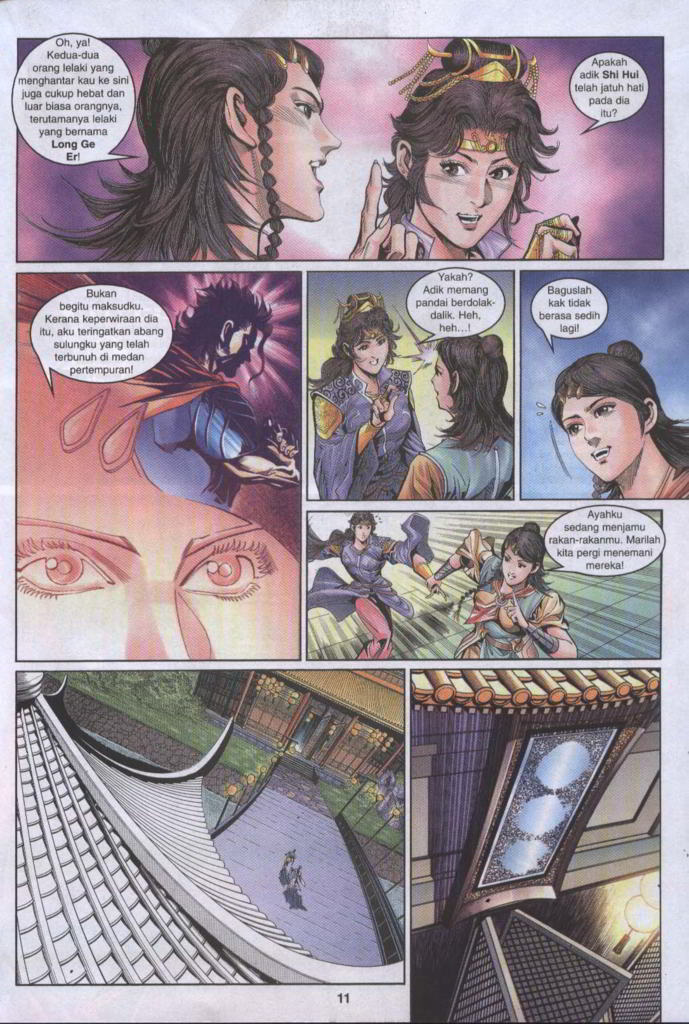 Oh, ya!
Kedua-dua
orang lelaki yang
menghantar kau ke sini
juga cukup hebat dan
luar biasa orangnya,
terutamanya lelaki
yang bernama
Long Ge
Er!
Apakah
adik Shi Hui
telah jatuh hati
pada dia
itu?
Bukan
begitu maksudku.
Kerana keperwiraan dia
itu, aku teringatkan abang
sulungku yang telah
terbunuh di medan
pertempuran!
Yakah?
Adik memang
pandai berdolak-
dalik. Heh,
heh...!
Baguslah
kak tidak
berasa sedih
lagi!
Ayahku
sedang menjamu
rakan-rakanmu. Marilah
kita pergi menemani
mereka!
11